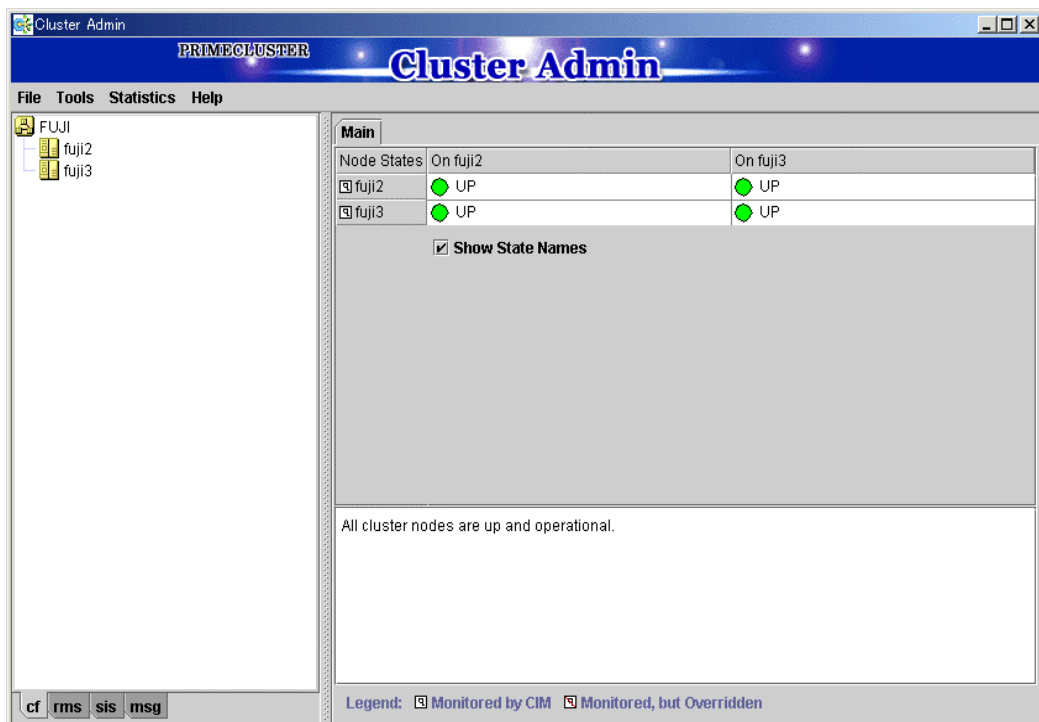 Cluster Admin
PRIMECLUSTER
Cluster Admin
File Tools Statistics Help
FUJI
fuji2
fuji3
Main
Node States On fuji2 On fuji3
fuji2 UP UP
fuji3 UP UP
Show State Names
All cluster nodes are up and operational.
cf rms sis msg
Legend: Monitored by CIM Monitored, but Overridden